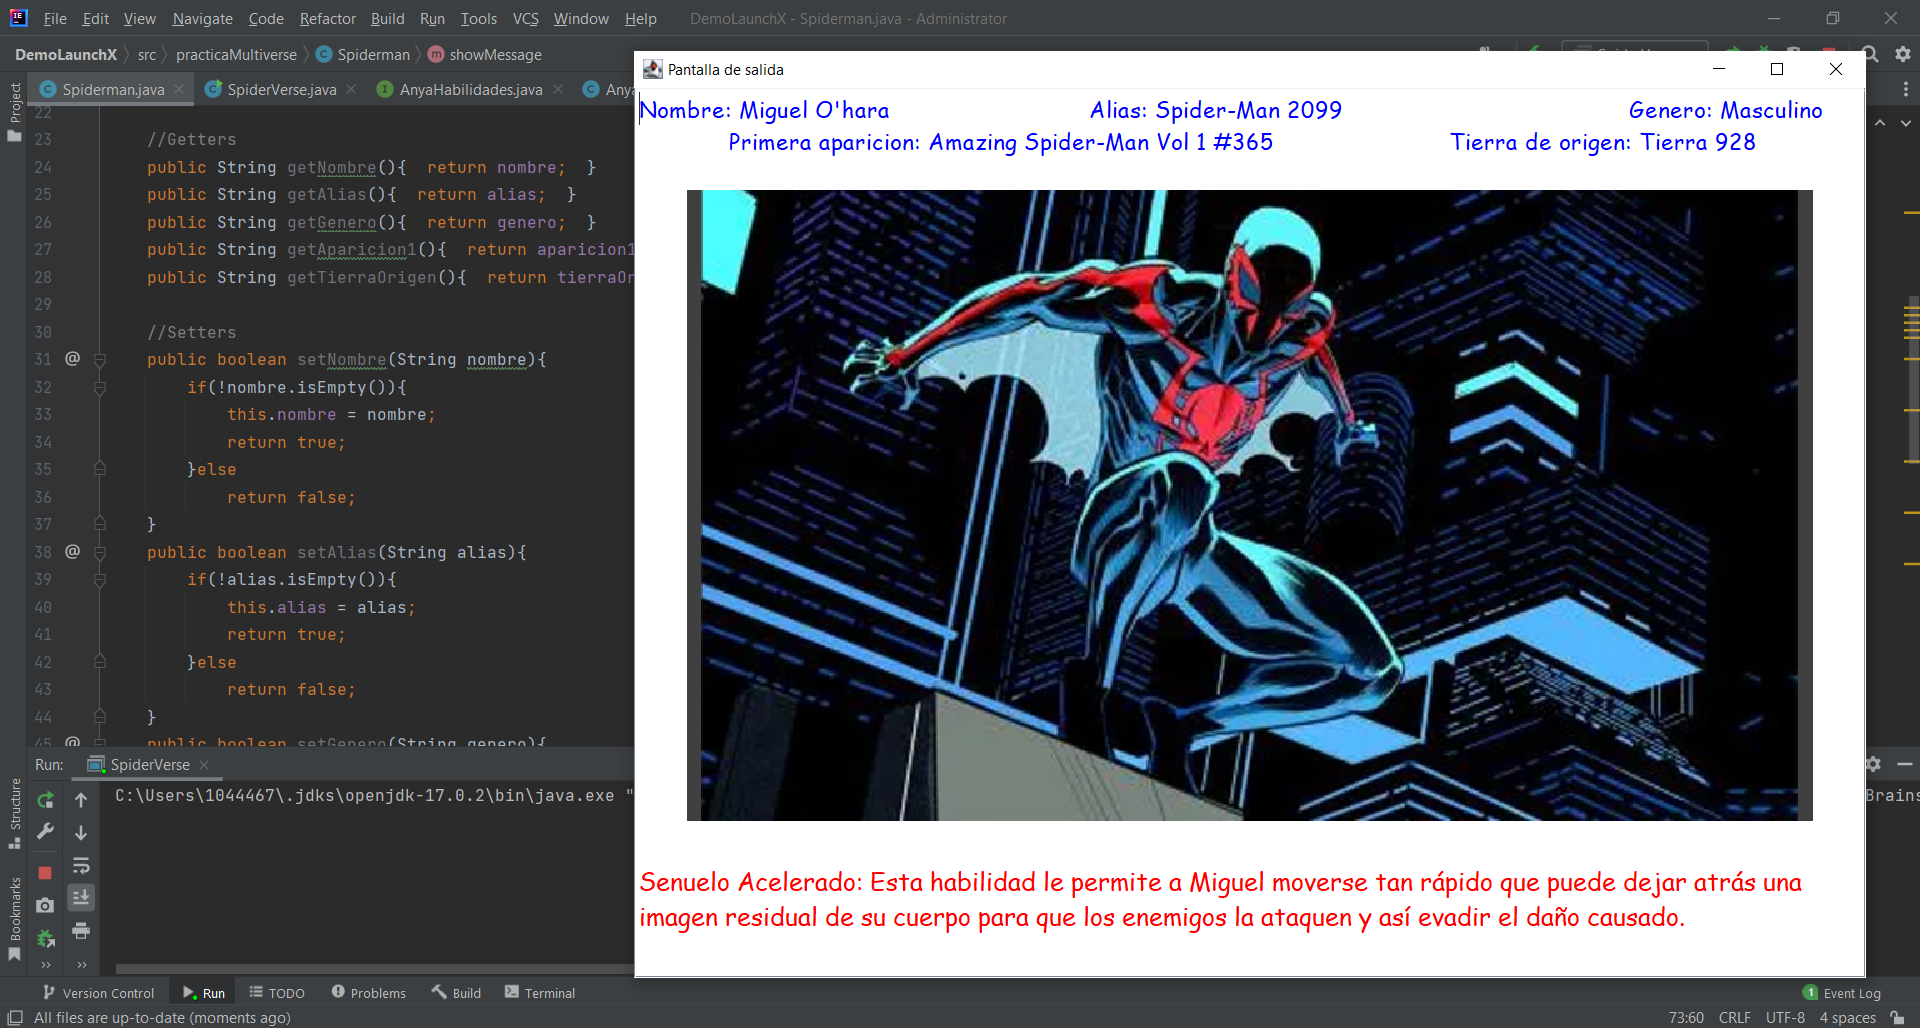 File Edit View Navigate Code Refactor Build Run Tools VCS Window Help DemoLaunchX - Spiderman.java - Administrator
DemoLaunchX src practicaMultiverse Spiderman showMessage
Spiderman.java SpiderVerse.java AnyaHabilidades.java Any
Project
22
23 //Getters
24 public String getNombre(){ return nombre; }
25 public String getAlias(){ return alias; }
26 public String getGenero(){ return genero; }
27 public String getAparicion1(){ return aparicion1
28 public String getTierraOrigen(){ return tierraOr
29
30 //Setters
31 @ public boolean setNombre(String nombre){
32 if(!nombre.isEmpty()){
33 this.nombre = nombre;
34 return true;
35 }else
36 return false;
37 }
38 @ public boolean setAlias(String alias){
39 if(!alias.isEmpty()){
40 this.alias = alias;
41 return true;
42 }else
43 return false;
44 }
45 @ public boolean setGenero(String genero){
Pantalla de salida
Nombre: Miguel O'hara Alias: Spider-Man 2099 Genero: Masculino
Primera aparicion: Amazing Spider-Man Vol 1 #365 Tierra de origen: Tierra 928
Senuelo Acelerado: Esta habilidad le permite a Miguel moverse tan rápido que puede dejar atrás una
imagen residual de su cuerpo para que los enemigos la ataquen y así evadir el daño causado.
Run: SpiderVerse
C:\Users\1044467\.jdks\openjdk-17.0.2\bin\java.exe "
Brains
Structure
Bookmarks
Version Control Run TODO Problems Build Terminal 1 Event Log
All files are up-to-date (moments ago) 73:60 CRLF UTF-8 4 spaces